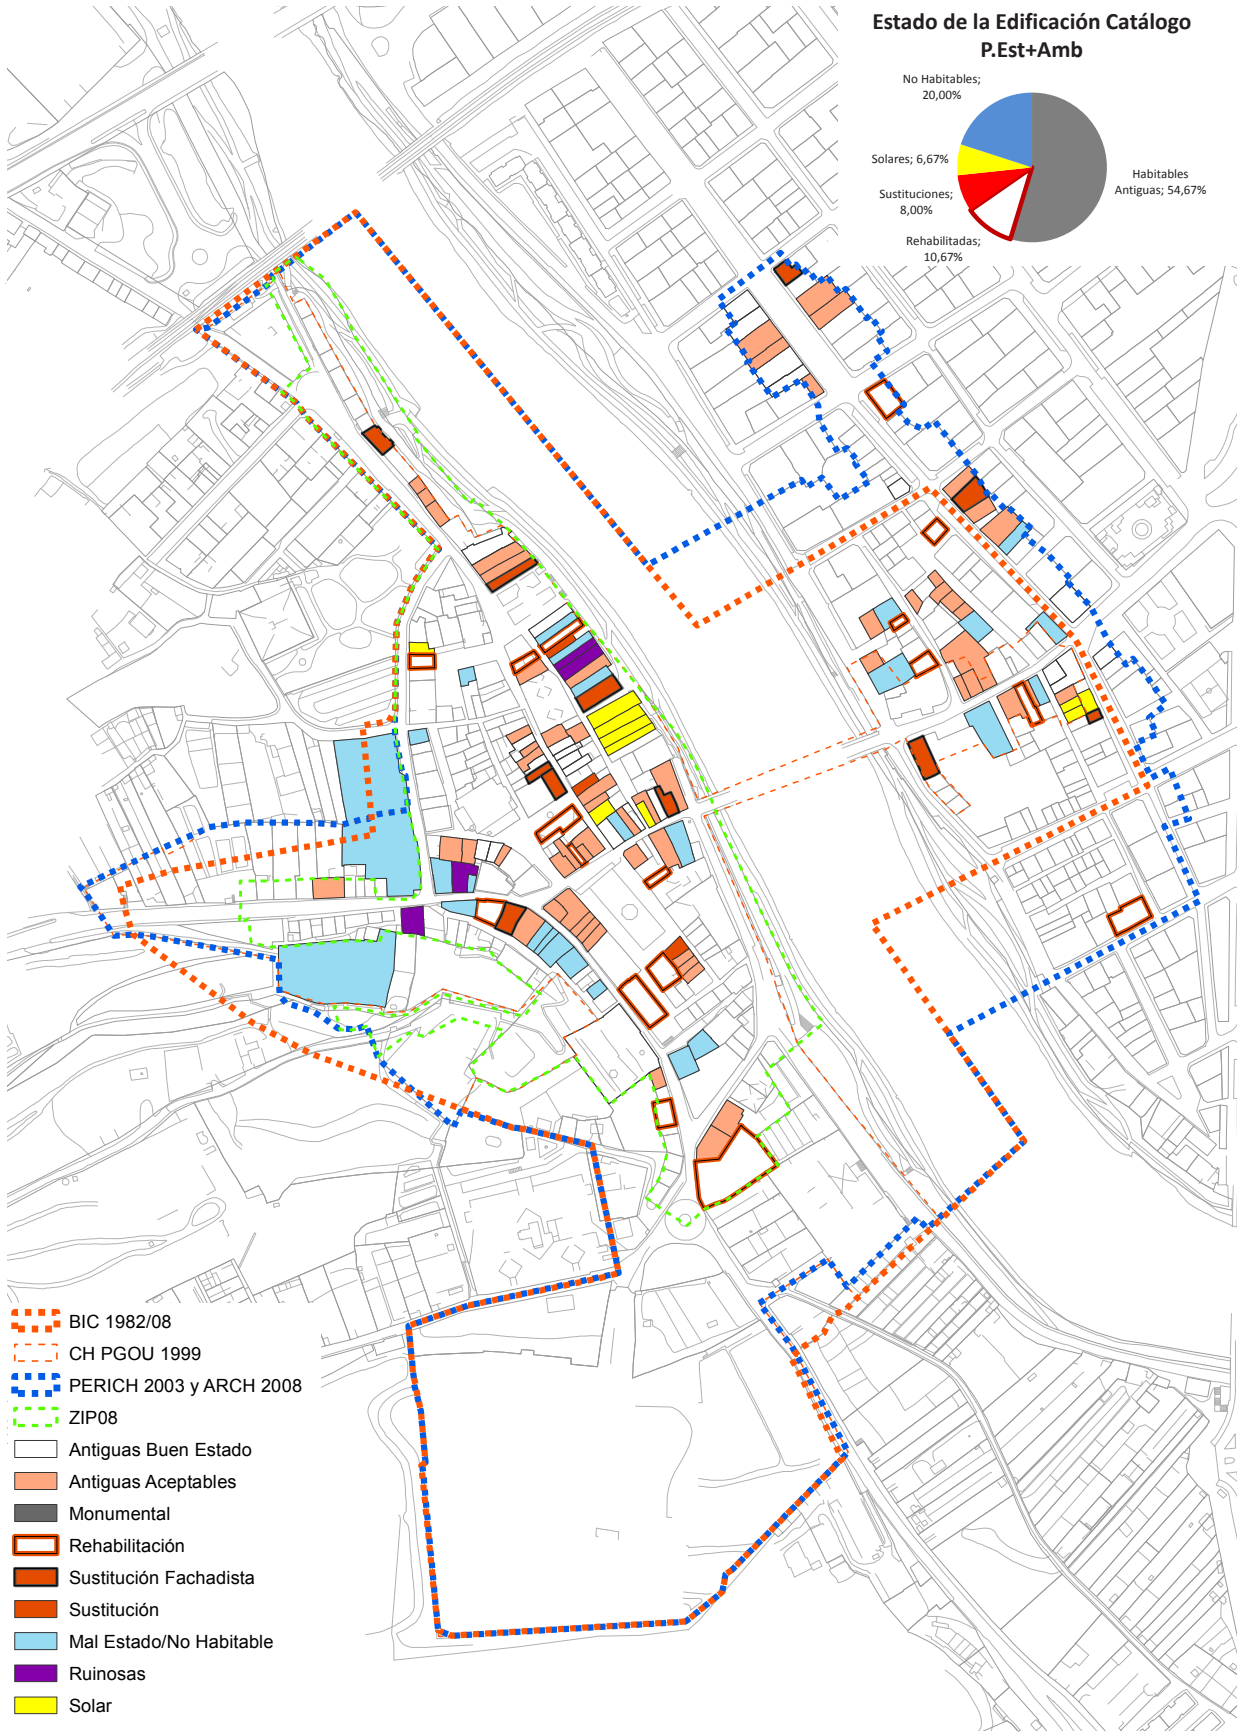 Estado de la Edificación Catálogo
P.Est+Amb
No Habitables;
20,00%
Solares; 6,67%
Sustituciones;
8,00%
Rehabilitadas;
10,67%
Habitables
Antiguas; 54,67%
BIC 1982/08
CH PGOU 1999
PERICH 2003 y ARCH 2008
ZIP08
Antiguas Buen Estado
Antiguas Aceptables
Monumental
Rehabilitación
Sustitución Fachadista
Sustitución
Mal Estado/No Habitable
Ruinosas
Solar